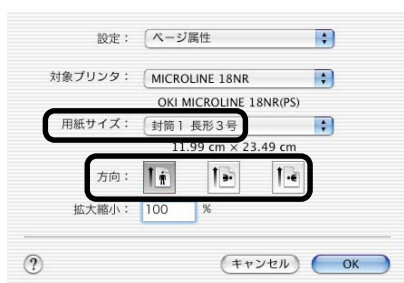 設定： ページ属性
対象プリンタ： MICROLINE 18NR
OKI MICROLINE 18NR(PS)
用紙サイズ： 封筒1 長形3号
11.99 cm × 23.49 cm
方向：
拡大縮小： 100 %
? キャンセル OK